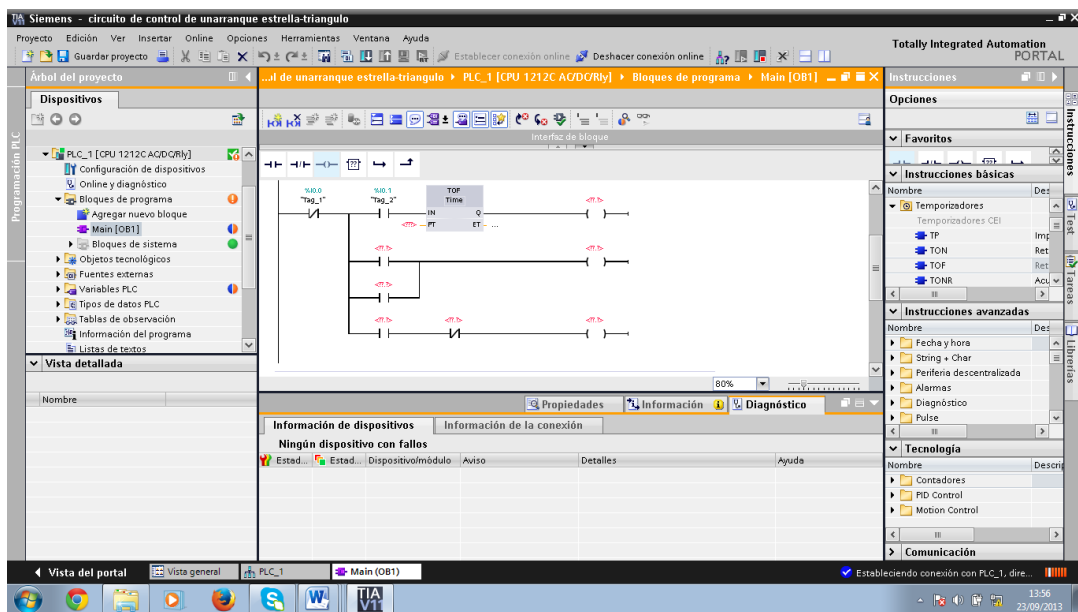 Siemens - circuito de control de unarranque estrella-triangulo
Proyecto Edición Ver Insertar Online Opciones Herramientas Ventana Ayuda
Guardar proyecto Establecer conexión online Deshacer conexión online
Totally Integrated Automation
PORTAL
Programación PLC
Árbol del proyecto
Dispositivos
PLC_1 [CPU 1212C AC/DC/Rly]
Configuración de dispositivos
Online y diagnóstico
Bloques de programa
Agregar nuevo bloque
Main [OB1]
Bloques de sistema
Objetos tecnológicos
Fuentes externas
Variables PLC
Tipos de datos PLC
Tablas de observación
Información del programa
Listas de textos
Vista detallada
Nombre
...l de unarranque estrella-triangulo PLC_1 [CPU 1212C AC/DC/Rly] Bloques de programa Main [OB1]
Interfaz de bloque
%I0.0 %I0.1 TOF
"Tag_1" "Tag_2" Time <??.?>
IN Q
<???> PT ET ...
<??.?> <??.?>
<??.?>
<??.?> <??.?> <??.?>
80%
Propiedades Información Diagnóstico
Información de dispositivos Información de la conexión
Ningún dispositivo con fallos
Estad... Estad... Dispositivo/módulo Aviso Detalles Ayuda
Instrucciones
Opciones
Favoritos
Instrucciones básicas
Nombre Des
Temporizadores
Temporizadores CEI
TP Imp
TON Ret
TOF Ret
TONR Acu
Instrucciones avanzadas
Nombre Des
Fecha y hora
String + Char
Periferia descentralizada
Alarmas
Diagnóstico
Pulse
Tecnología
Nombre Descrip
Contadores
PID Control
Motion Control
Comunicación
Instrucciones
Test
Tareas
Librerías
Vista del portal Vista general PLC_1 Main (OB1) Estableciendo conexión con PLC_1, dire...
TIA
V11
13:56
23/09/2013